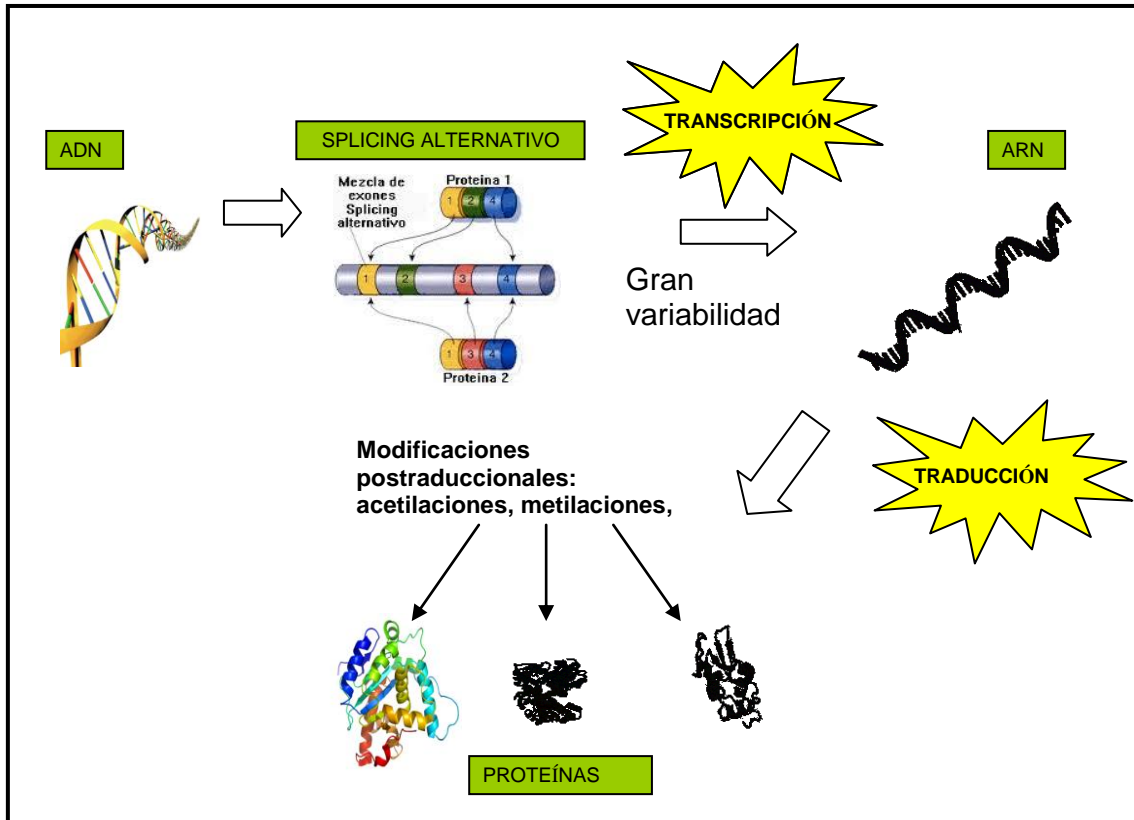 TRANSCRIPCIÓN
ADN
SPLICING ALTERNATIVO
ARN
Mezcla de
exones
Splicing
alternativo
Proteina 1
1 2 4
1 2 3 4
1 3 4
Proteina 2
Gran
variabilidad
Modificaciones
postraduccionales:
acetilaciones, metilaciones,
TRADUCCIÓN
PROTEÍNAS